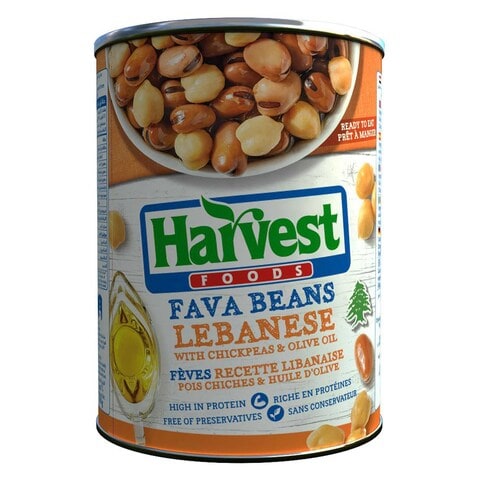 READY TO EAT
PRÊT À MANGER
Harvest
FOODS
FAVA BEANS
LEBANESE
WITH CHICKPEAS & OLIVE OIL
FÈVES RECETTE LIBANAISE
POIS CHICHES & HUILE D'OLIVE
HIGH IN PROTEIN RICHE EN PROTÉINES
FREE OF PRESERVATIVES SANS CONSERVATEUR